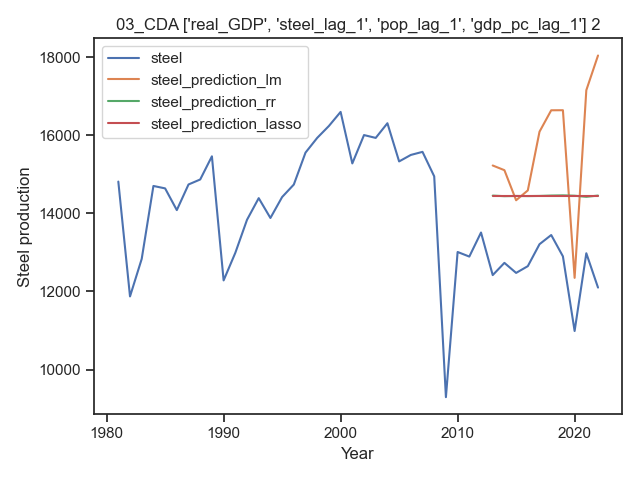 03_CDA ['real_GDP', 'steel_lag_1', 'pop_lag_1', 'gdp_pc_lag_1'] 2
steel
steel_prediction_lm
steel_prediction_rr
steel_prediction_lasso
Steel production
18000
16000
14000
12000
10000
1980
1990
2000
2010
2020
Year